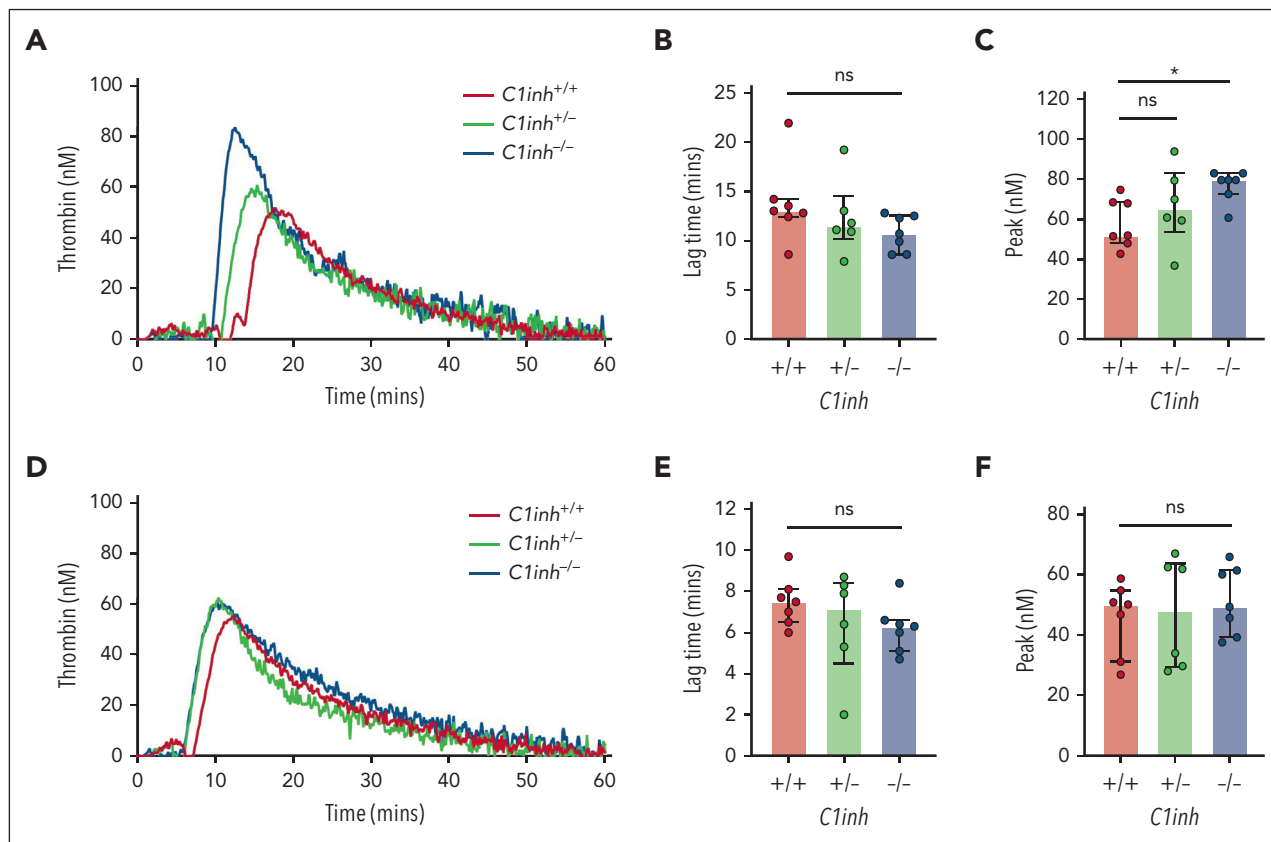 A
Thrombin (nM)
100
80
60
40
20
0
0 10 20 30 40 50 60
Time (mins)
C1inh+/+
C1inh+/–
C1inh–/–
B
ns
Lag time (mins)
25
20
15
10
5
0
+/+ +/– –/–
C1inh
C
*
ns
Peak (nM)
120
100
80
60
40
20
0
+/+ +/– –/–
C1inh
D
Thrombin (nM)
100
80
60
40
20
0
0 10 20 30 40 50 60
Time (mins)
C1inh+/+
C1inh+/–
C1inh–/–
E
ns
Lag time (mins)
12
10
8
6
4
2
0
+/+ +/– –/–
C1inh
F
ns
Peak (nM)
80
60
40
20
0
+/+ +/– –/–
C1inh